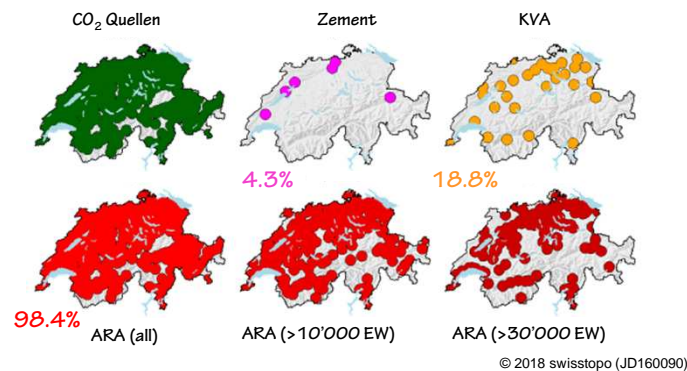 CO₂ Quellen
Zement
KVA
4.3%
18.8%
98.4%
ARA (all)
ARA (>10'000 EW)
ARA (>30'000 EW)
© 2018 swisstopo (JD160090)